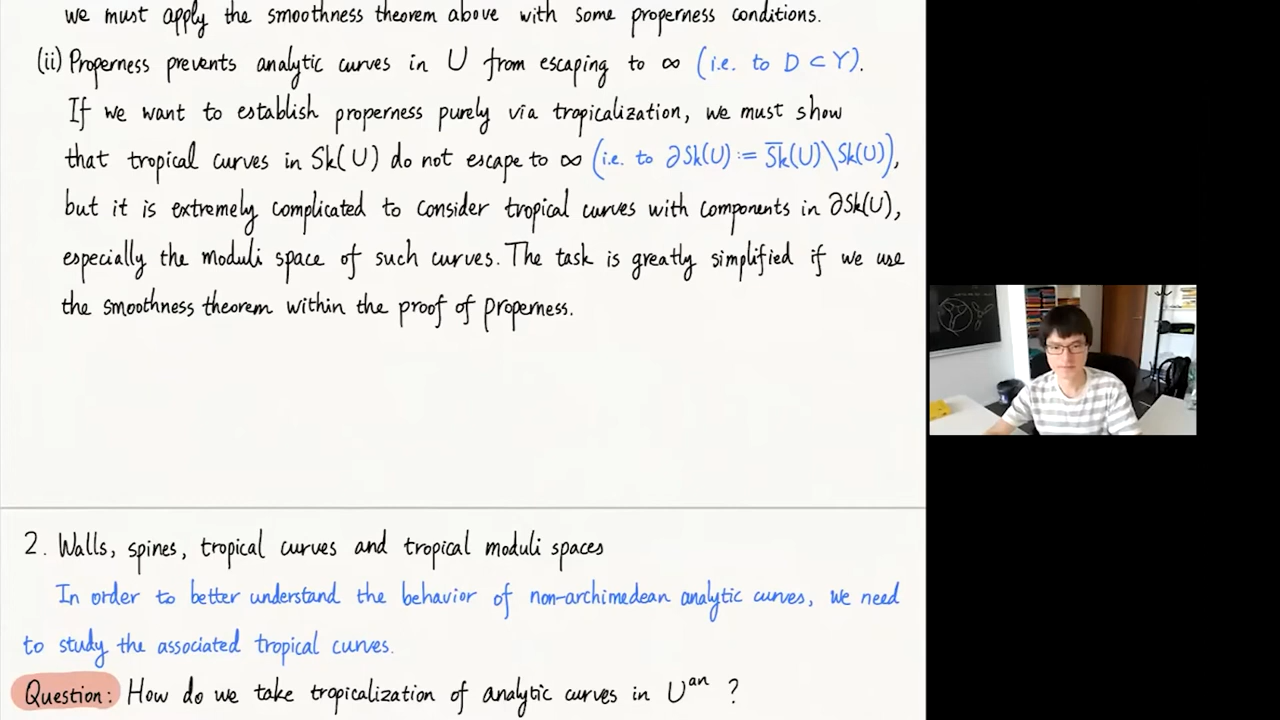 we must apply the smoothness theorem above with some properness conditions.
(ii) Properness prevents analytic curves in U from escaping to ∞ (i.e. to D ⊂ Y).
If we want to establish properness purely via tropicalization, we must show
that tropical curves in Sk(U) do not escape to ∞ (i.e. to ∂Sk(U) := S̅k(U)\Sk(U)),
but it is extremely complicated to consider tropical curves with components in ∂Sk(U),
especially the moduli space of such curves. The task is greatly simplified if we use
the smoothness theorem within the proof of properness.
2. Walls, spines, tropical curves and tropical moduli spaces
In order to better understand the behavior of non-archimedean analytic curves, we need
to study the associated tropical curves.
Question: How do we take tropicalization of analytic curves in Uᵃⁿ ?